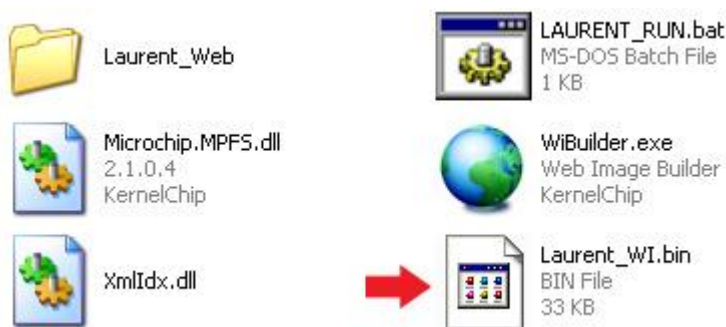 Laurent_Web
LAURENT_RUN.bat
MS-DOS Batch File
1 KB
Microchip.MPFS.dll
2.1.0.4
KernelChip
WiBuilder.exe
Web Image Builder
KernelChip
XmlIdx.dll
Laurent_WI.bin
BIN File
33 KB